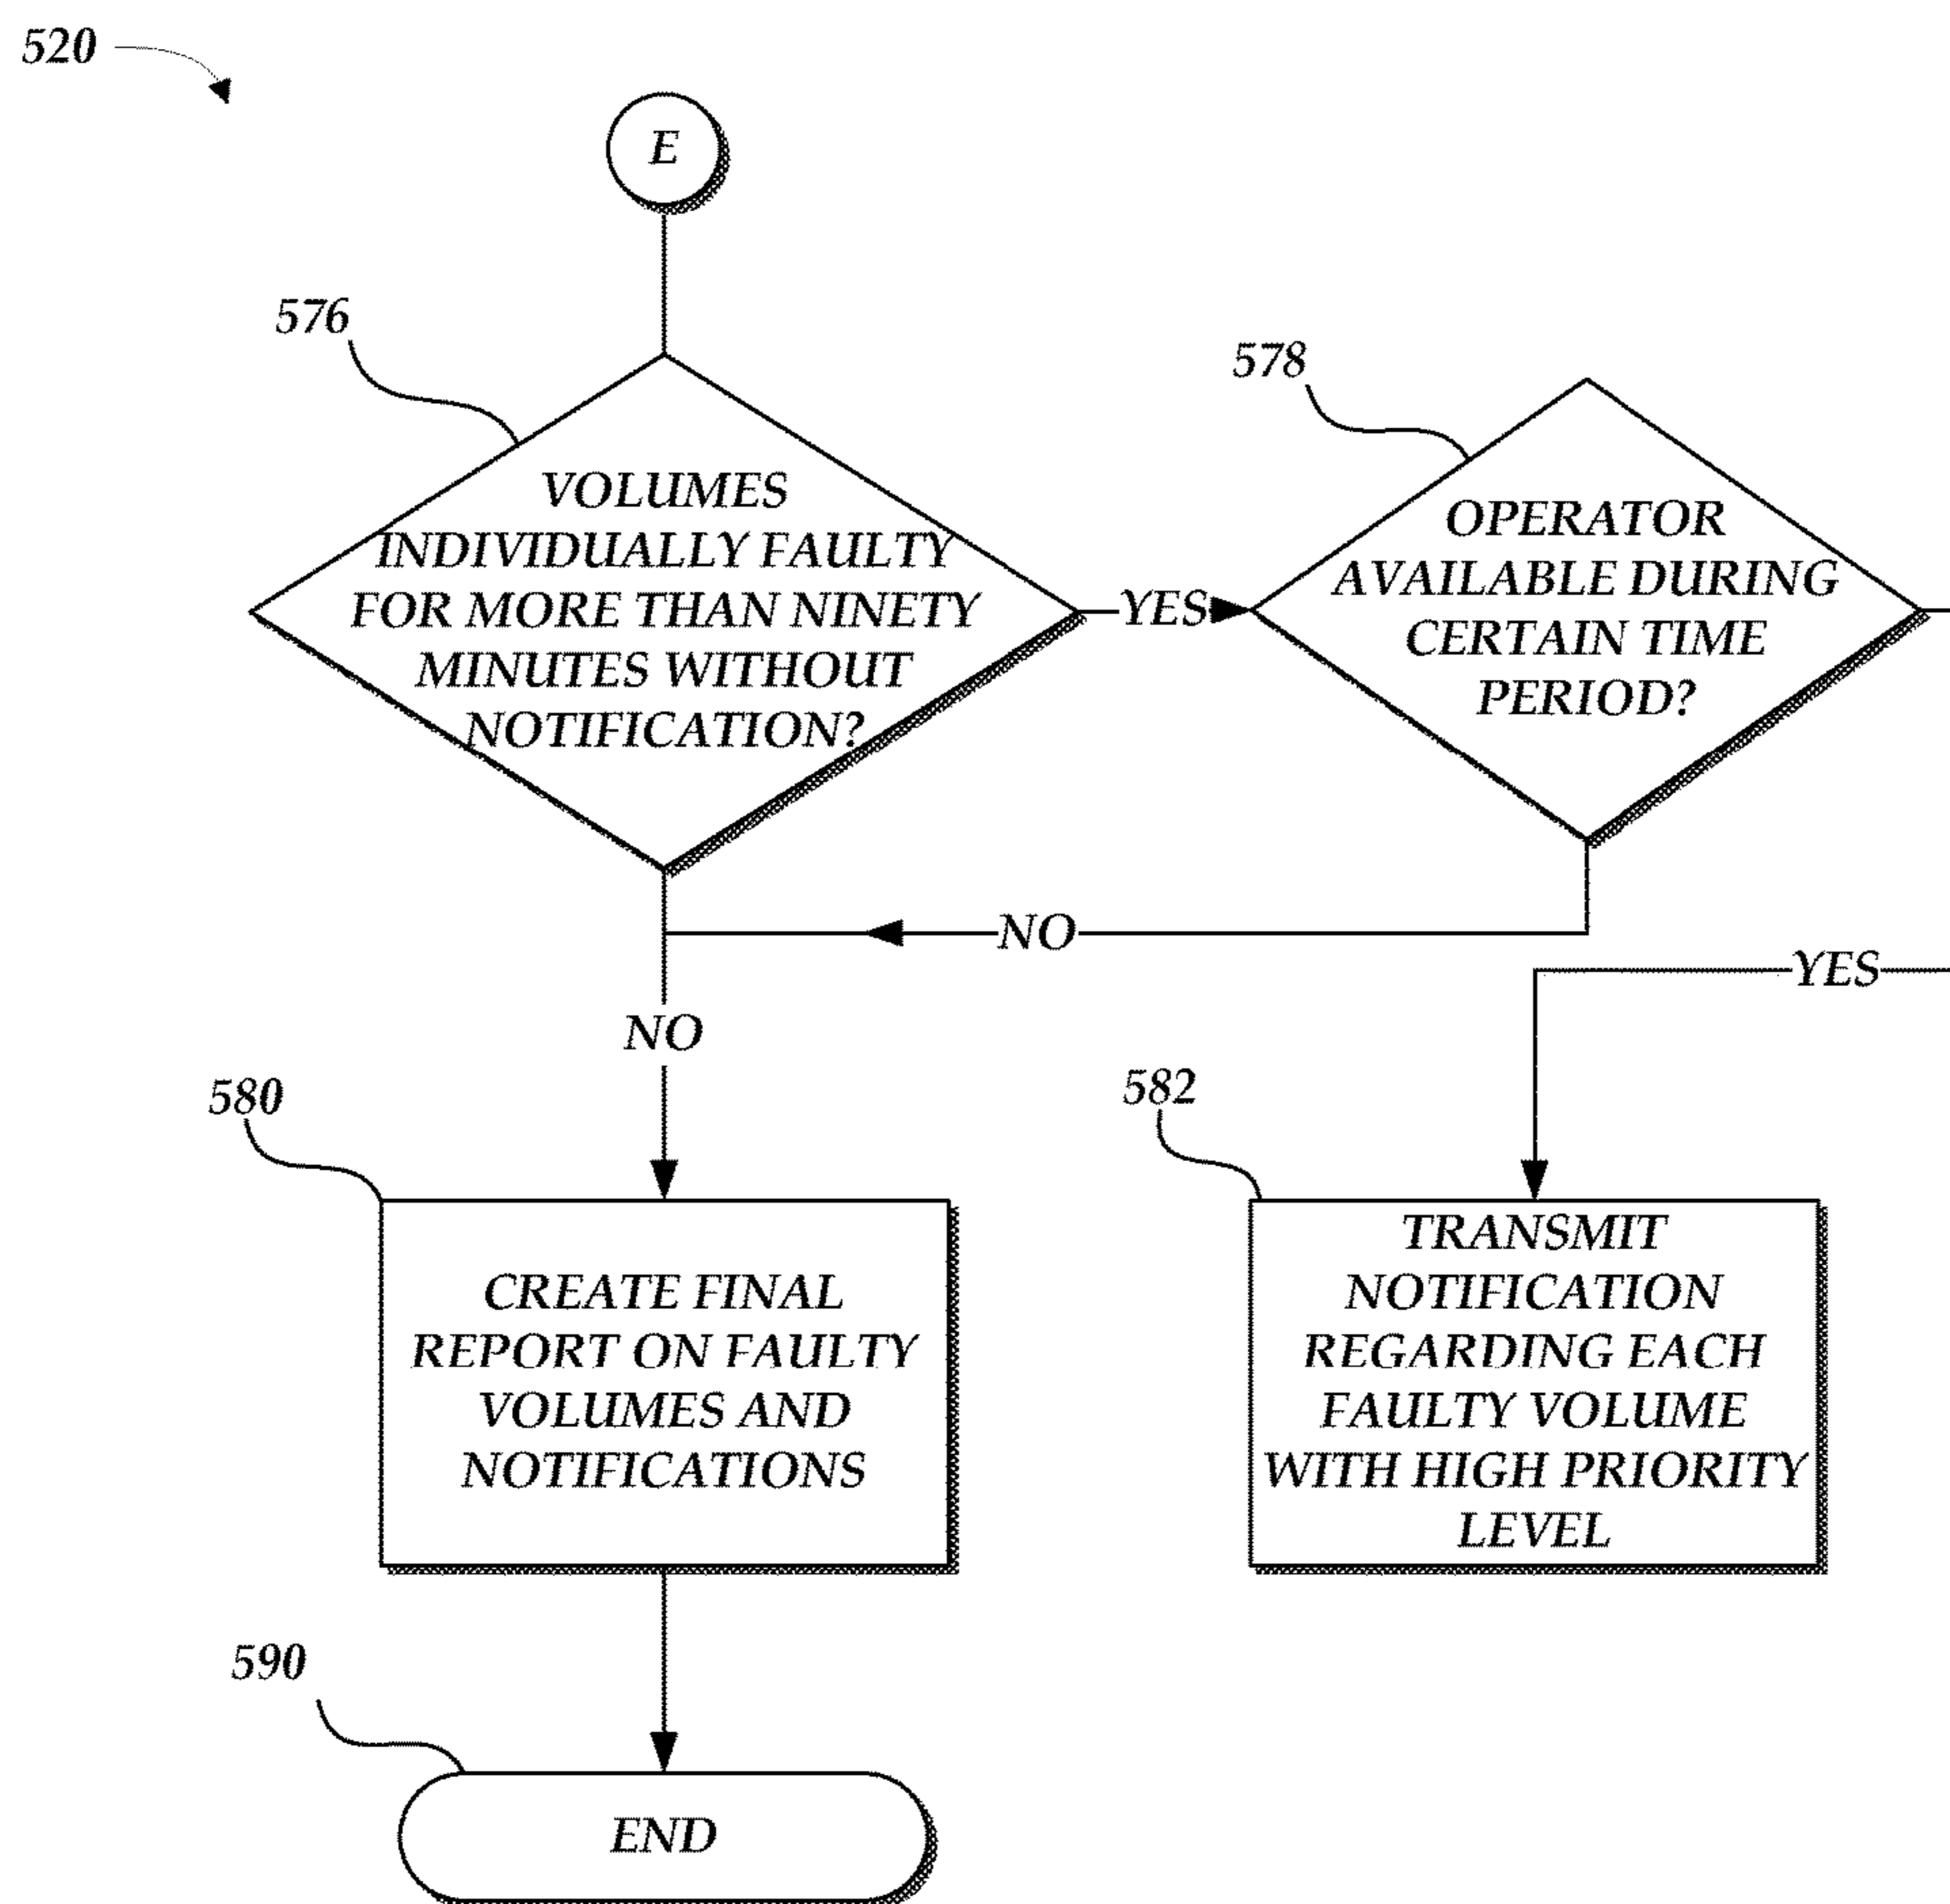 520
E
576
VOLUMES
INDIVIDUALLY FAULTY
FOR MORE THAN NINETY
MINUTES WITHOUT
NOTIFICATION?
YES
578
OPERATOR
AVAILABLE DURING
CERTAIN TIME
PERIOD?
NO
YES
NO
580
CREATE FINAL
REPORT ON FAULTY
VOLUMES AND
NOTIFICATIONS
582
TRANSMIT
NOTIFICATION
REGARDING EACH
FAULTY VOLUME
WITH HIGH PRIORITY
LEVEL
590
END